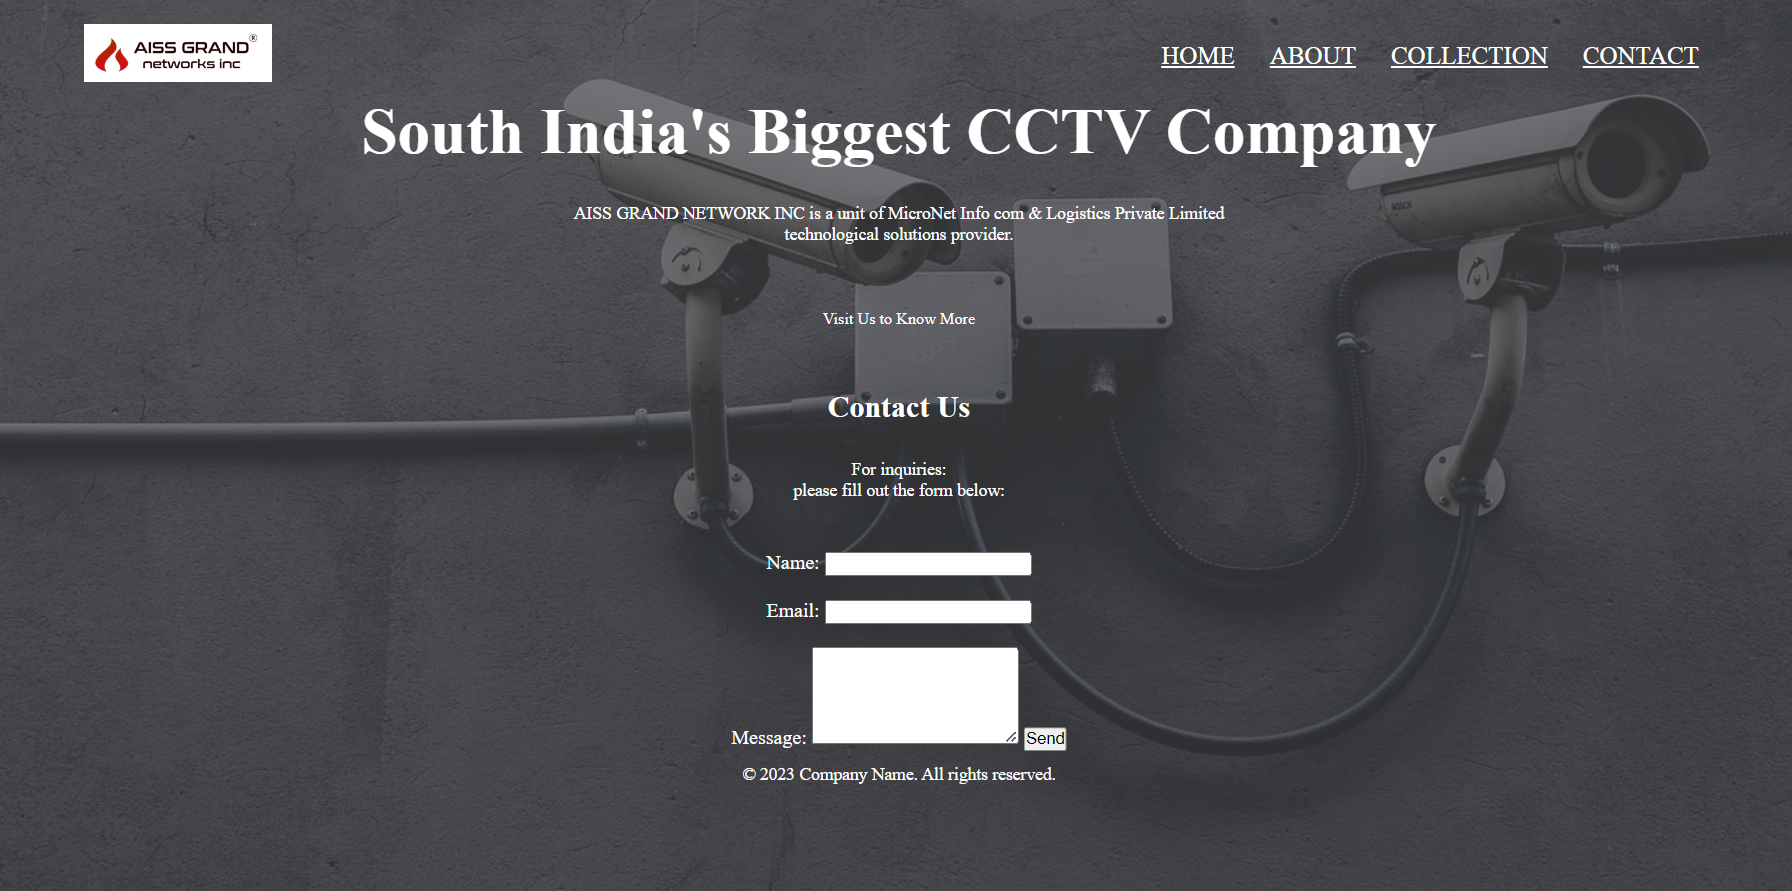 AISS GRAND®
networks inc
HOME ABOUT COLLECTION CONTACT
South India's Biggest CCTV Company
AISS GRAND NETWORK INC is a unit of MicroNet Info com & Logistics Private Limited
technological solutions provider.
Visit Us to Know More
Contact Us
For inquiries:
please fill out the form below:
Name:
Email:
Message:
Send
© 2023 Company Name. All rights reserved.
BOSCH